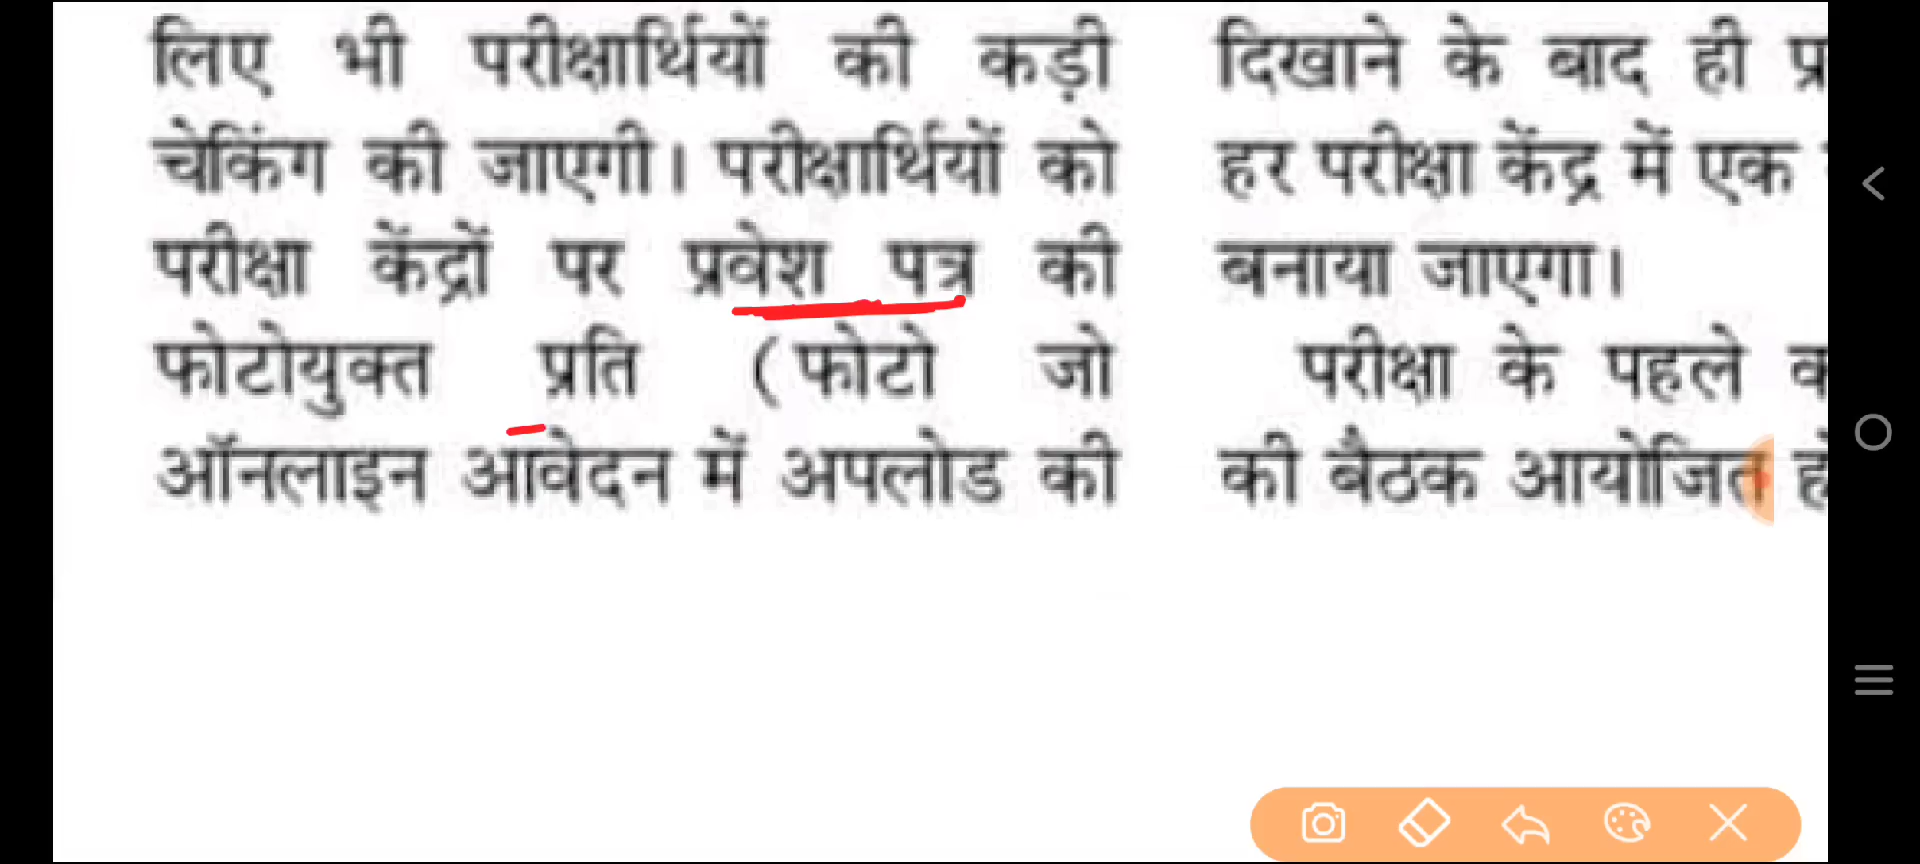 लिए भी परीक्षार्थियों की कड़ी
चेकिंग की जाएगी। परीक्षार्थियों को
परीक्षा केंद्रों पर प्रवेश पत्र की
फोटोयुक्त प्रति (फोटो जो
ऑनलाइन आवेदन में अपलोड की
दिखाने के बाद ही
हर परीक्षा केंद्र में एक
बनाया जाएगा।
परीक्षा के पहले
की बैठक आयोजित